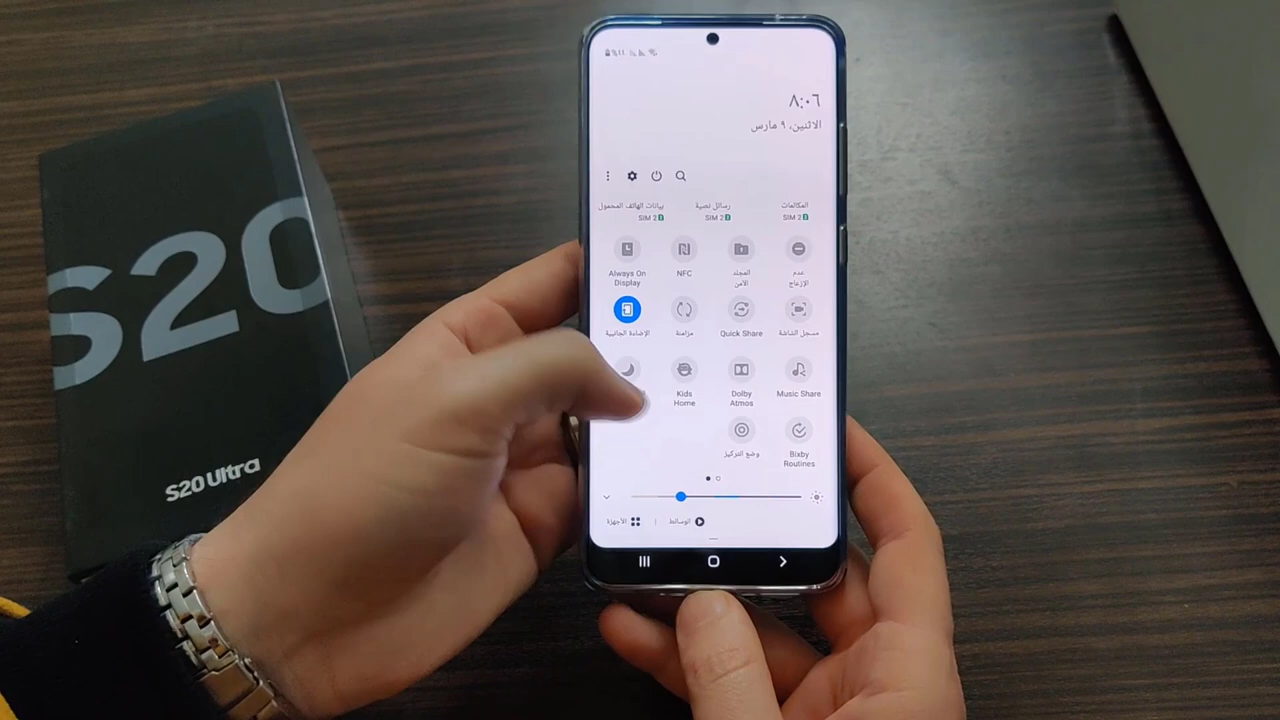 S20
S20 Ultra
٨:٠٦
الاثنين، ٩ مارس
المكالمات
SIM 2
رسائل نصية
SIM 2
بيانات الهاتف المحمول
SIM 2
عدم
الإزعاج
المجلد
الآمن
NFC
Always On
Display
مسجل الشاشة
Quick Share
مزامنة
الإضاءة الجانبية
Music Share
Dolby
Atmos
Kids
Home
Bixby
Routines
وضع التركيز
الوسائط
الأجهزة